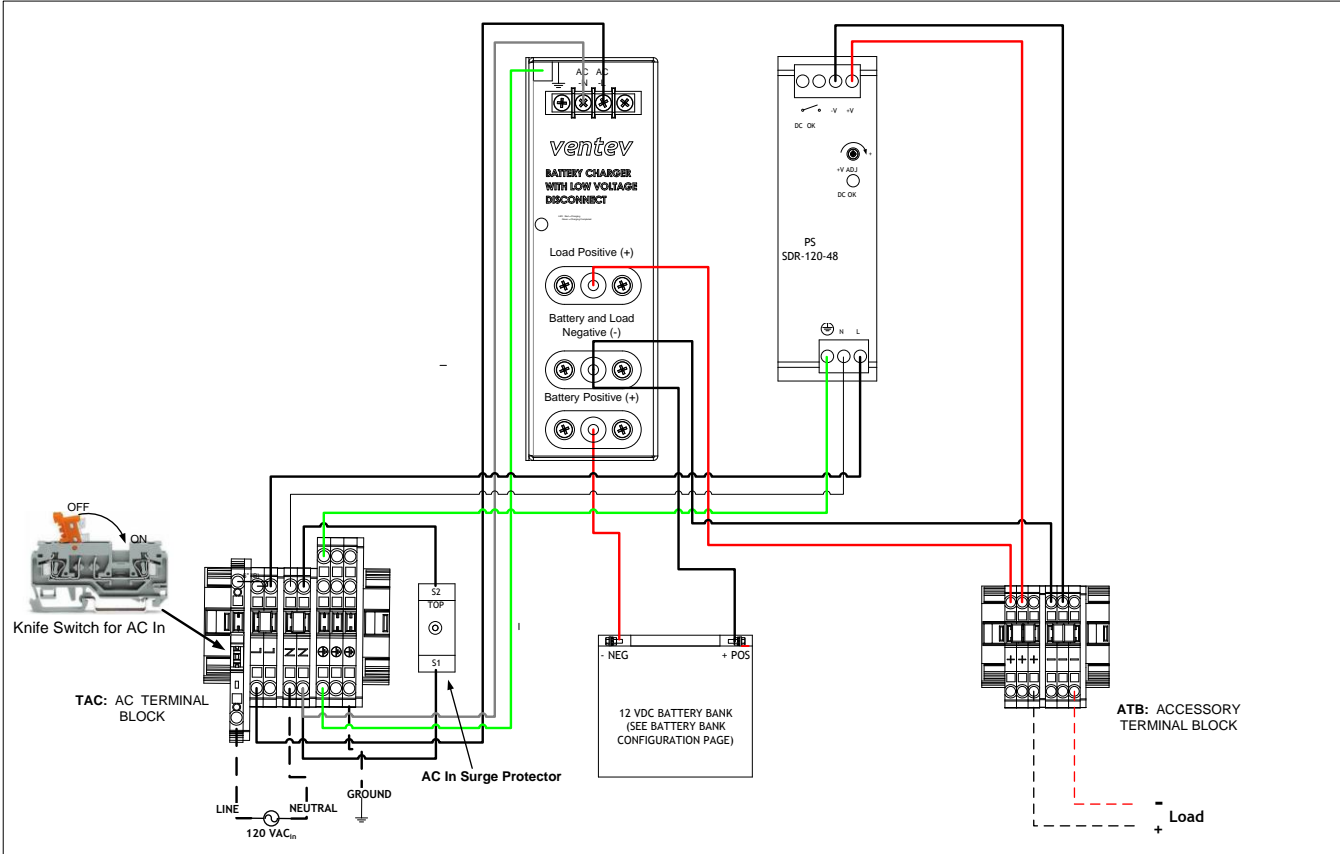 AC AC
-N -L
ventev
BATTERY CHARGER
WITH LOW VOLTAGE
DISCONNECT
Load Positive (+)
Battery and Load
Negative (-)
Battery Positive (+)
-V +V
DC OK
+
+V ADJ
DC OK
PS
SDR-120-48
N L
OFF
ON
Knife Switch for AC In
TAC: AC TERMINAL
BLOCK
L L N N
S2
TOP
S1
AC In Surge Protector
LINE
NEUTRAL
GROUND
120 VACin
- NEG
+ POS
12 VDC BATTERY BANK
(SEE BATTERY BANK
CONFIGURATION PAGE)
+ + + - - -
ATB: ACCESSORY
TERMINAL BLOCK
-
Load
+